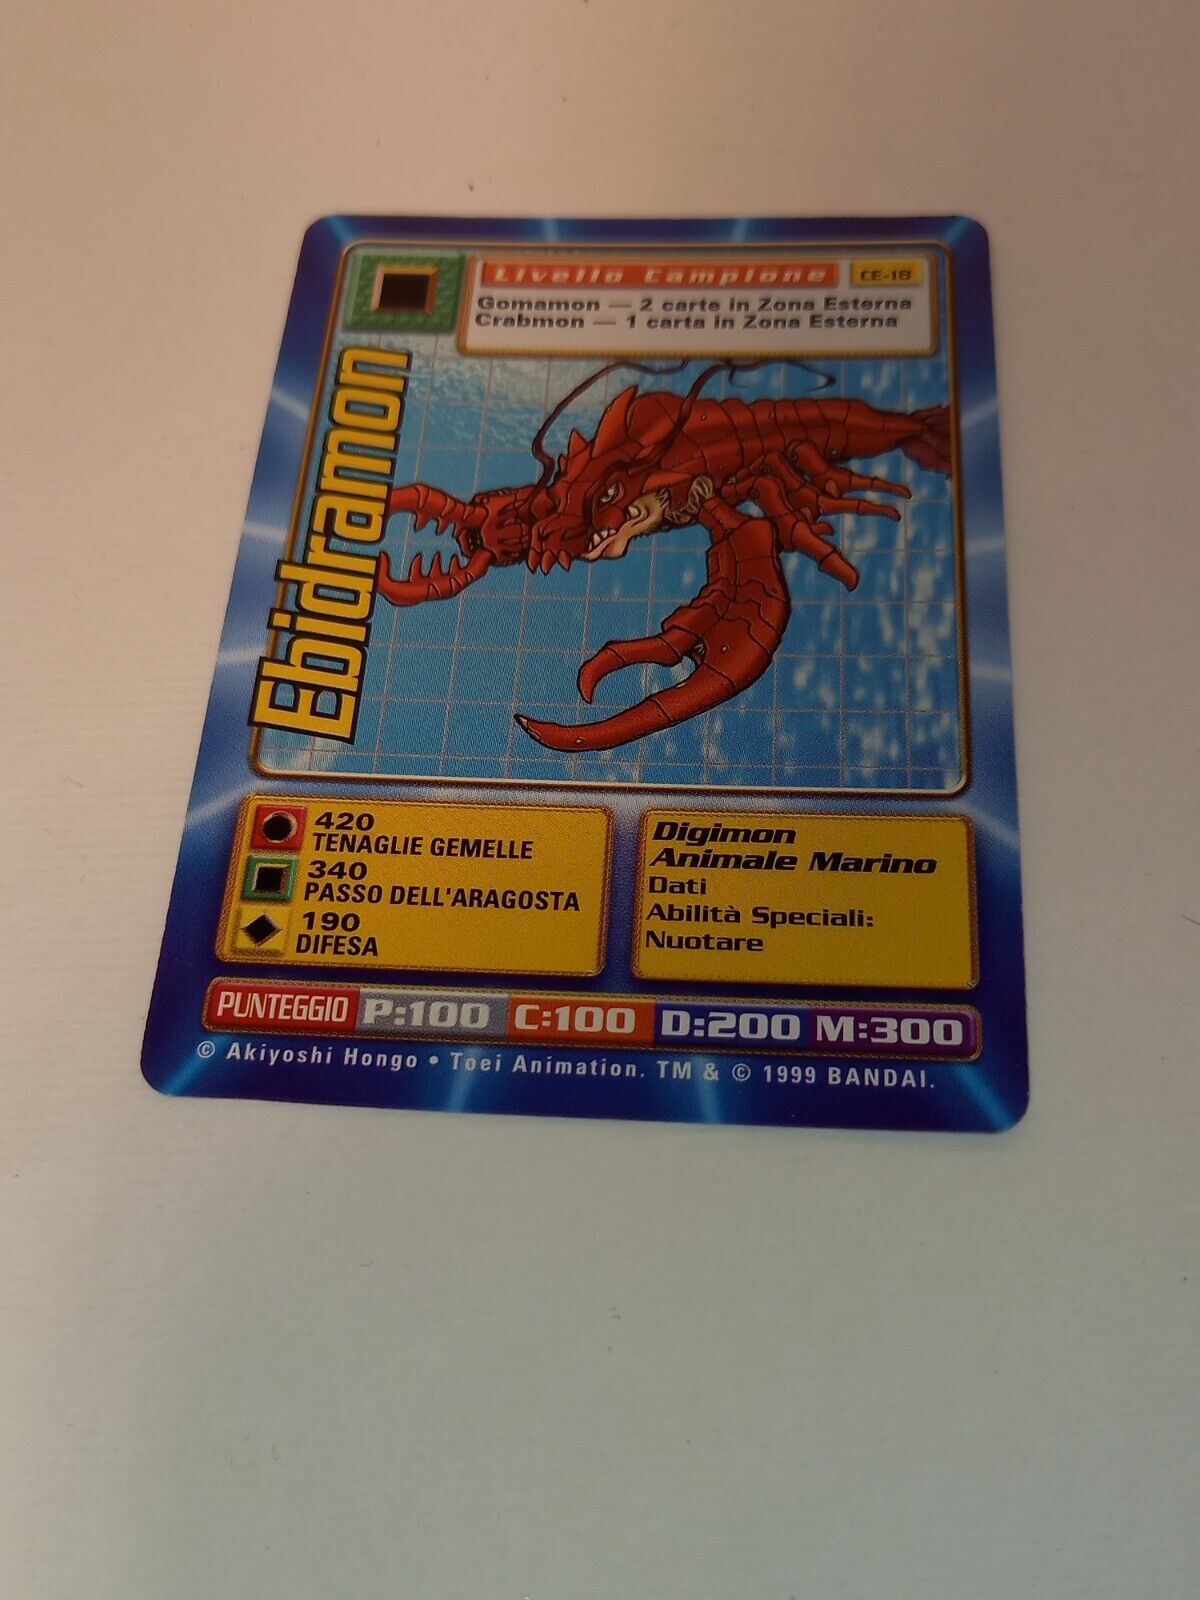 Livello Campione
CE-18
Gomamon — 2 carte in Zona Esterna
Crabmon — 1 carta in Zona Esterna
Ebidramon
420
TENAGLIE GEMELLE
340
PASSO DELL'ARAGOSTA
190
DIFESA
Digimon
Animale Marino
Dati
Abilità Speciali:
Nuotare
PUNTEGGIO P:100 C:100 D:200 M:300
© Akiyoshi Hongo • Toei Animation. TM & © 1999 BANDAI.